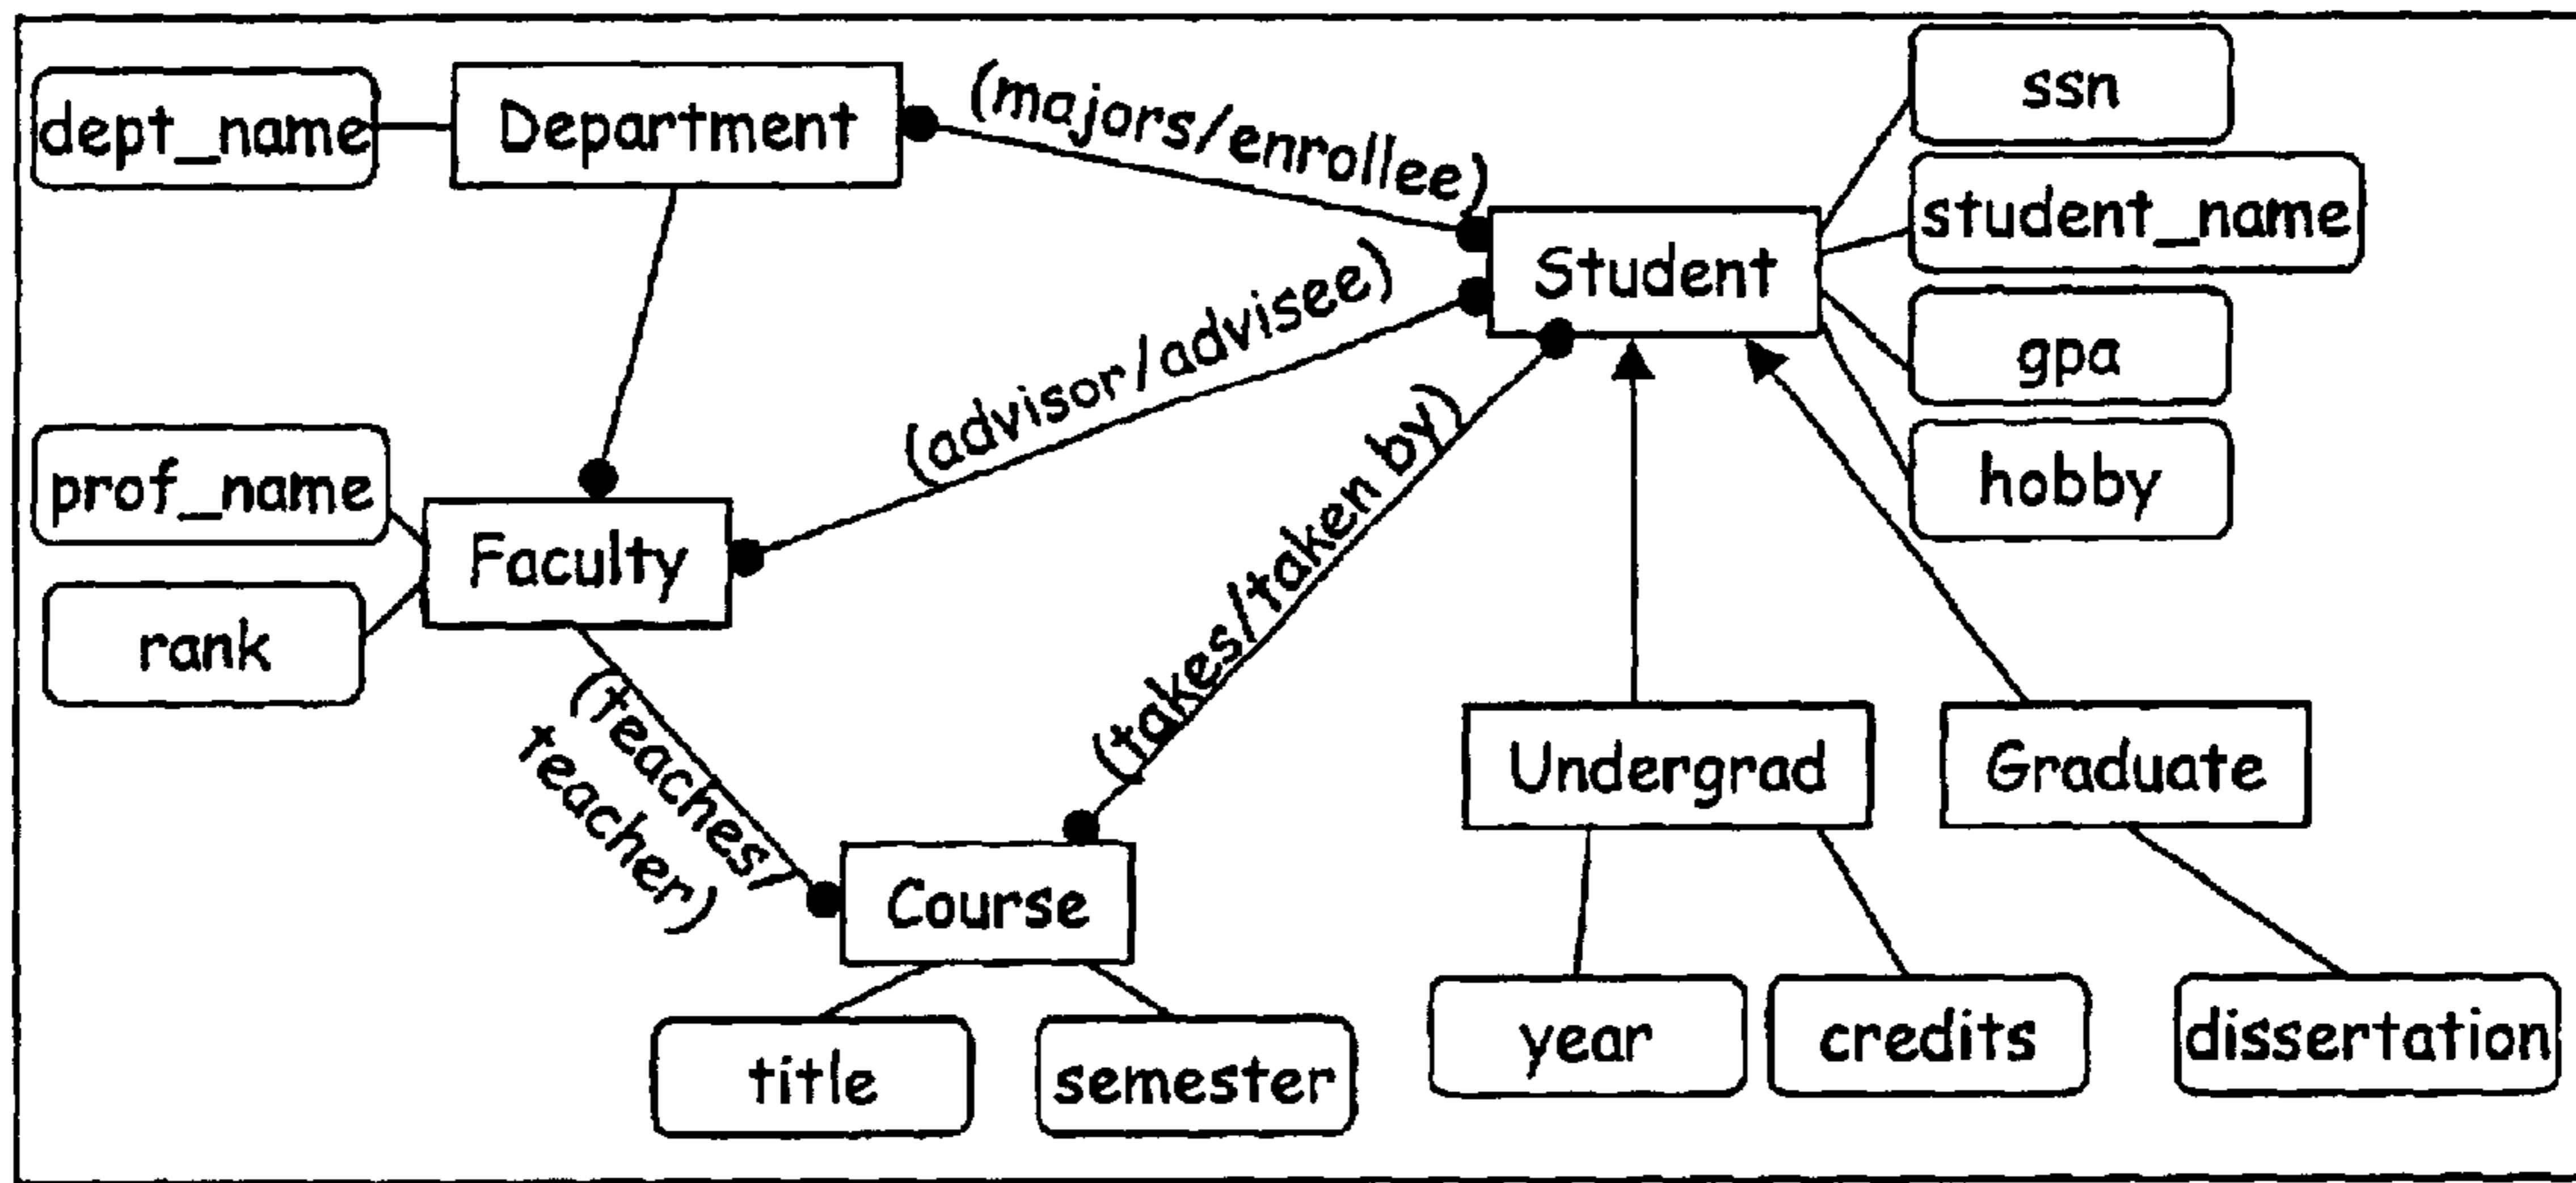 dept_name
Department
(majors/enrollee)
ssn
student_name
Student
gpa
hobby
(advisor/advisee)
prof_name
Faculty
rank
(takes/taken by)
(teaches/
teacher)
Undergrad
Graduate
Course
title
semester
year
credits
dissertation